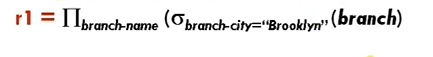 r1 = ∏branch-name (σbranch-city=“Brooklyn” (branch)